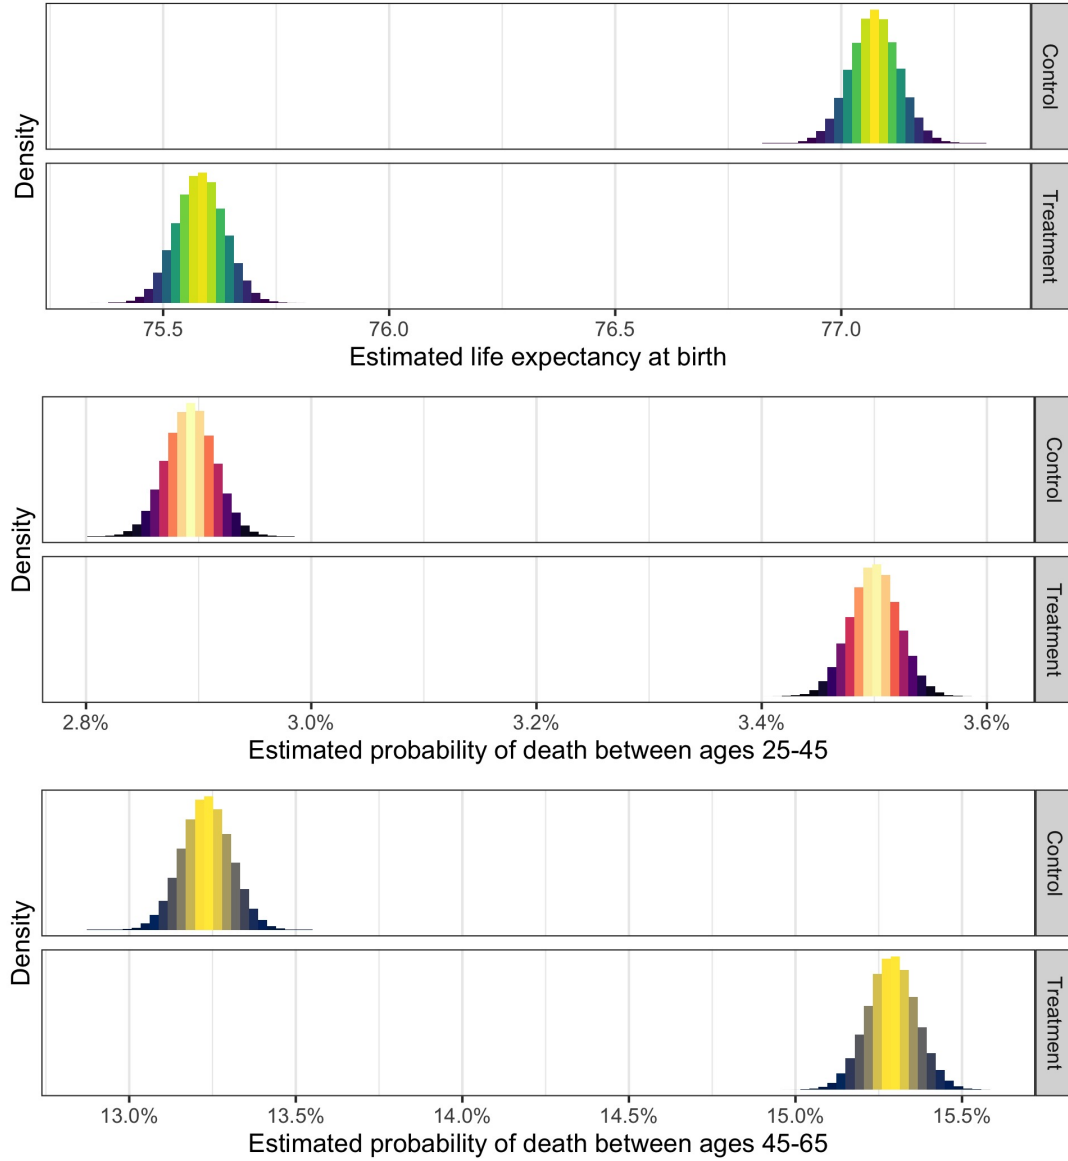 Density
Control
Treatment
75.5 76.0 76.5 77.0
Estimated life expectancy at birth
Density
Control
Treatment
2.8% 3.0% 3.2% 3.4% 3.6%
Estimated probability of death between ages 25-45
Density
Control
Treatment
13.0% 13.5% 14.0% 14.5% 15.0% 15.5%
Estimated probability of death between ages 45-65